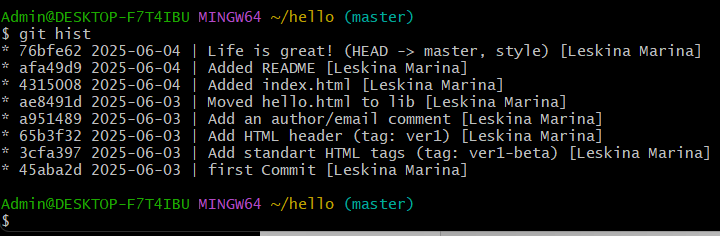 Admin@DESKTOP-F7T4IBU MINGW64 ~/hello (master)
$ git hist
* 76bfe62 2025-06-04 | Life is great! (HEAD -> master, style) [Leskina Marina]
* afa49d9 2025-06-04 | Added README [Leskina Marina]
* 4315008 2025-06-04 | Added index.html [Leskina Marina]
* ae8491d 2025-06-03 | Moved hello.html to lib [Leskina Marina]
* a951489 2025-06-03 | Add an author/email comment [Leskina Marina]
* 65b3f32 2025-06-03 | Add HTML header (tag: ver1) [Leskina Marina]
* 3cfa397 2025-06-03 | Add standart HTML tags (tag: ver1-beta) [Leskina Marina]
* 45aba2d 2025-06-03 | first Commit [Leskina Marina]
Admin@DESKTOP-F7T4IBU MINGW64 ~/hello (master)
$